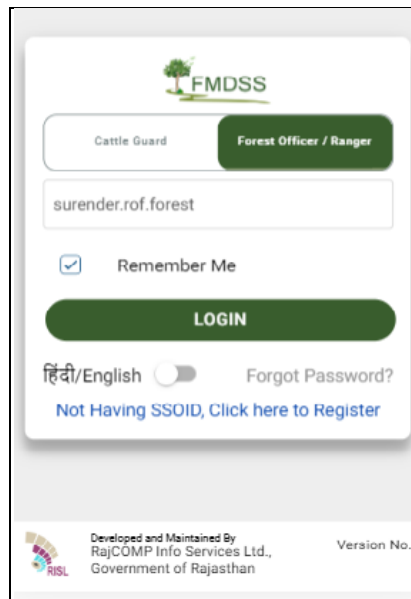 FMDSS
Cattle Guard
Forest Officer / Ranger
surender.rof.forest
Remember Me
LOGIN
हिंदी/English
Forgot Password?
Not Having SSOID, Click here to Register
Developed and Maintained By
RajCOMP Info Services Ltd.,
Government of Rajasthan
Version No.
RISL